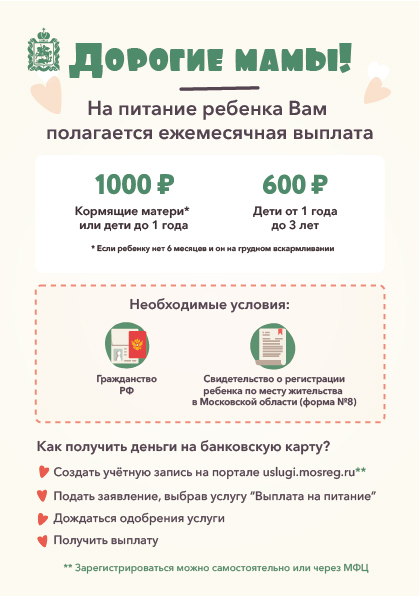 Дорогие мамы!
На питание ребенка Вам
полагается ежемесячная выплата
1000 ₽
Кормящие матери*
или дети до 1 года
600 ₽
Дети от 1 года
до 3 лет
* Если ребенку нет 6 месяцев и он на грудном вскармливании
Необходимые условия:
Гражданство
РФ
Свидетельство о регистрации
ребенка по месту жительства
в Московской области (форма №8)
Как получить деньги на банковскую карту?
Создать учётную запись на портале uslugi.mosreg.ru**
Подать заявление, выбрав услугу "Выплата на питание"
Дождаться одобрения услуги
Получить выплату
** Зарегистрироваться можно самостоятельно или через МФЦ